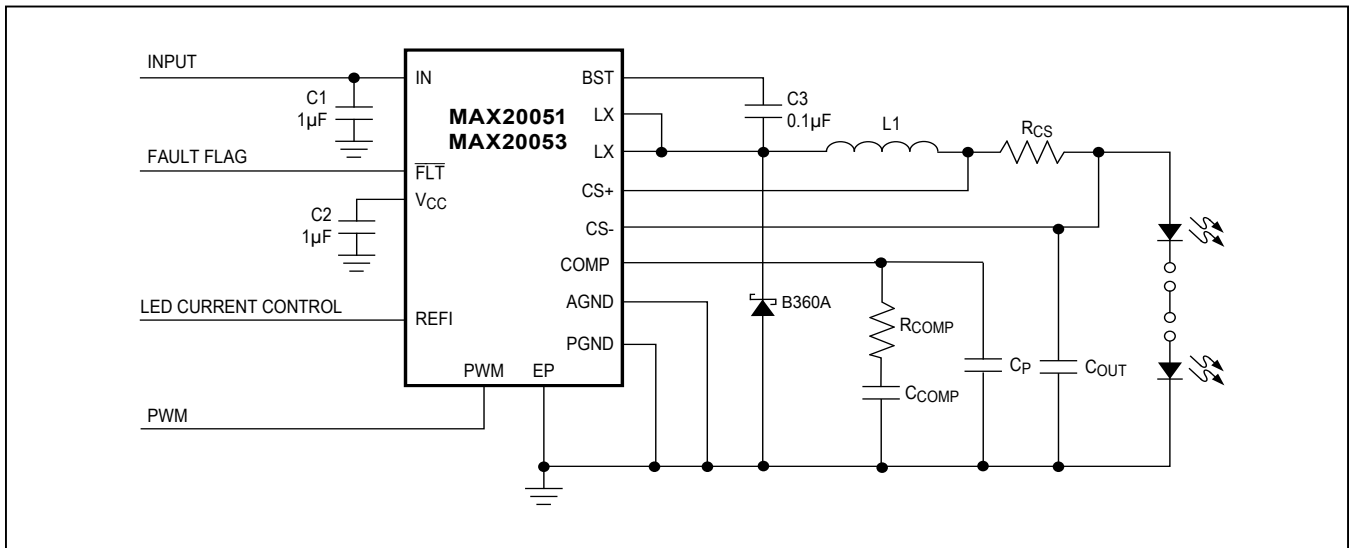 INPUT
C1
1µF
FAULT FLAG
C2
1µF
LED CURRENT CONTROL
PWM
IN
MAX20051
MAX20053
FLT
VCC
REFI
PWM
EP
BST
LX
LX
CS+
CS-
COMP
AGND
PGND
C3
0.1µF
L1
RCS
B360A
RCOMP
CCOMP
CP
COUT